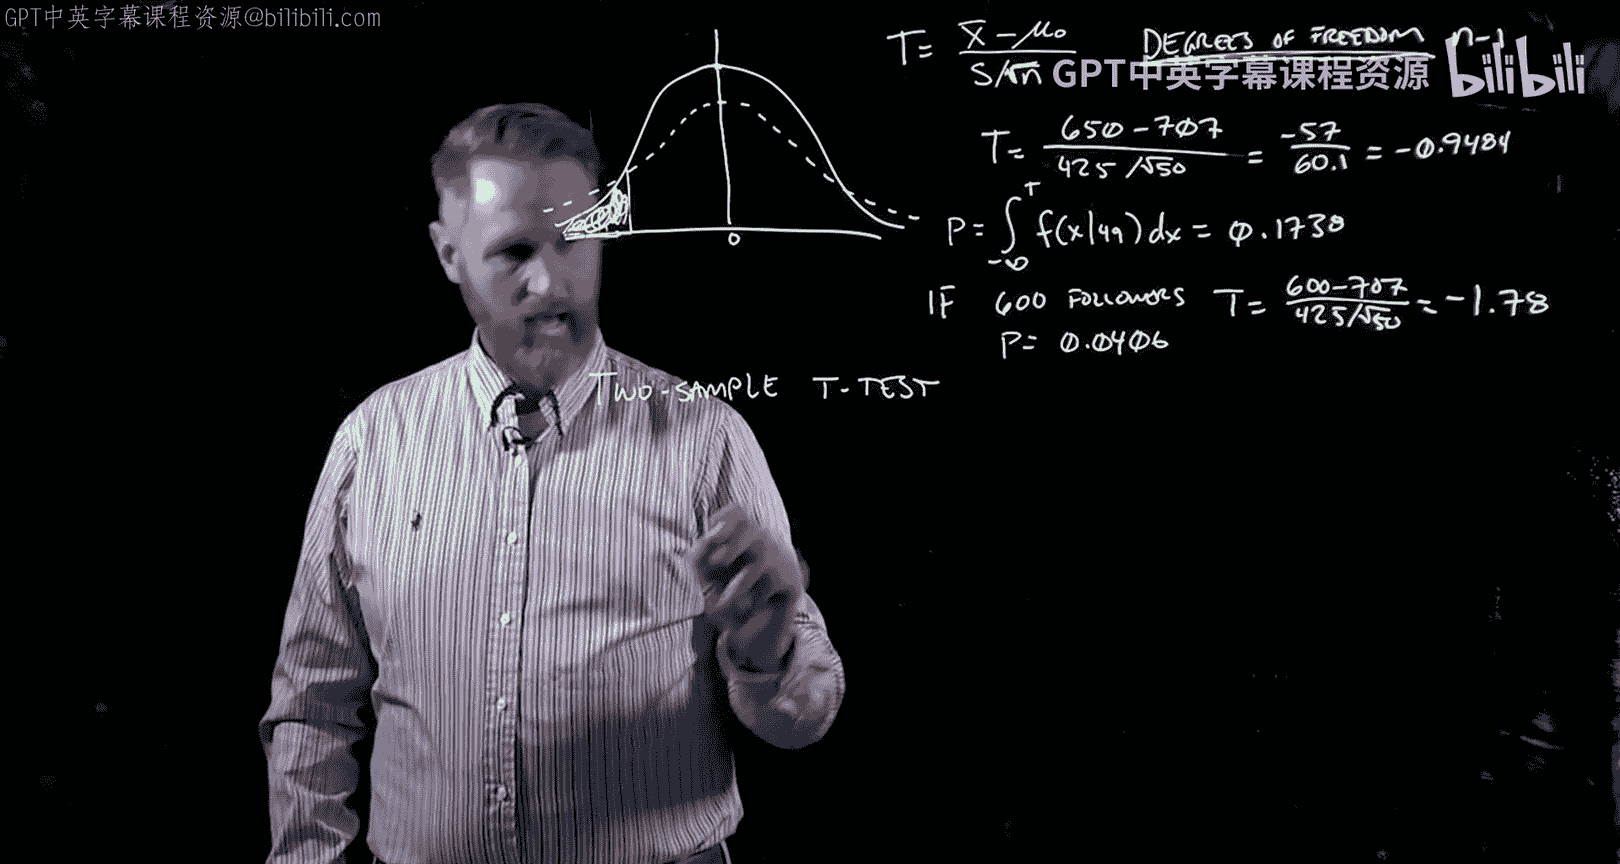 GPT中英字幕课程资源@bilibili.com
T = (X̄ - μ₀)/(S/√n) DEGREES OF FREEDOM n-1
GPT中英字幕课程资源 bilibili
T = (650 - 707)/(425/√50) = -57/60.1 = -0.9484
P = ∫_{-∞}^{T} f(x|49) dx = 0.1738
0
IF 600 FOLLOWERS T = (600-707)/(425/√50) = -1.78
P = 0.0406
TWO-SAMPLE T-TEST